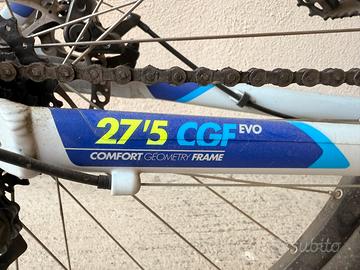 27'5 CGF EVO
COMFORT GEOMETRY FRAME
subito